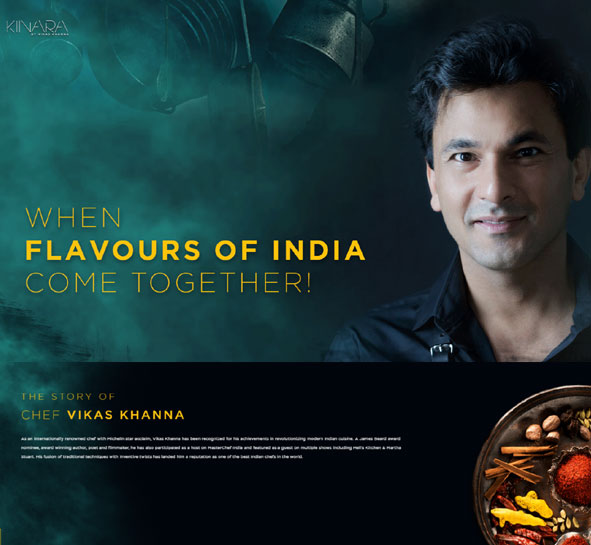 KINARA
BY VIKAS KHANNA
WHEN
FLAVOURS OF INDIA
COME TOGETHER!
THE STORY OF
CHEF VIKAS KHANNA
As an internationally renowned chef with Michelin-star acclaim, Vikas Khanna has been recognized for his achievements in revolutionizing modern Indian cuisine. A James Beard award
nominee, award winning author, poet and filmmaker, he has also participated as a host on MasterChef India and featured as a guest on multiple shows including Hell's Kitchen & Martha
Stuart. His fusion of traditional techniques with inventive twists has landed him a reputation as one of the best Indian chefs in the world.